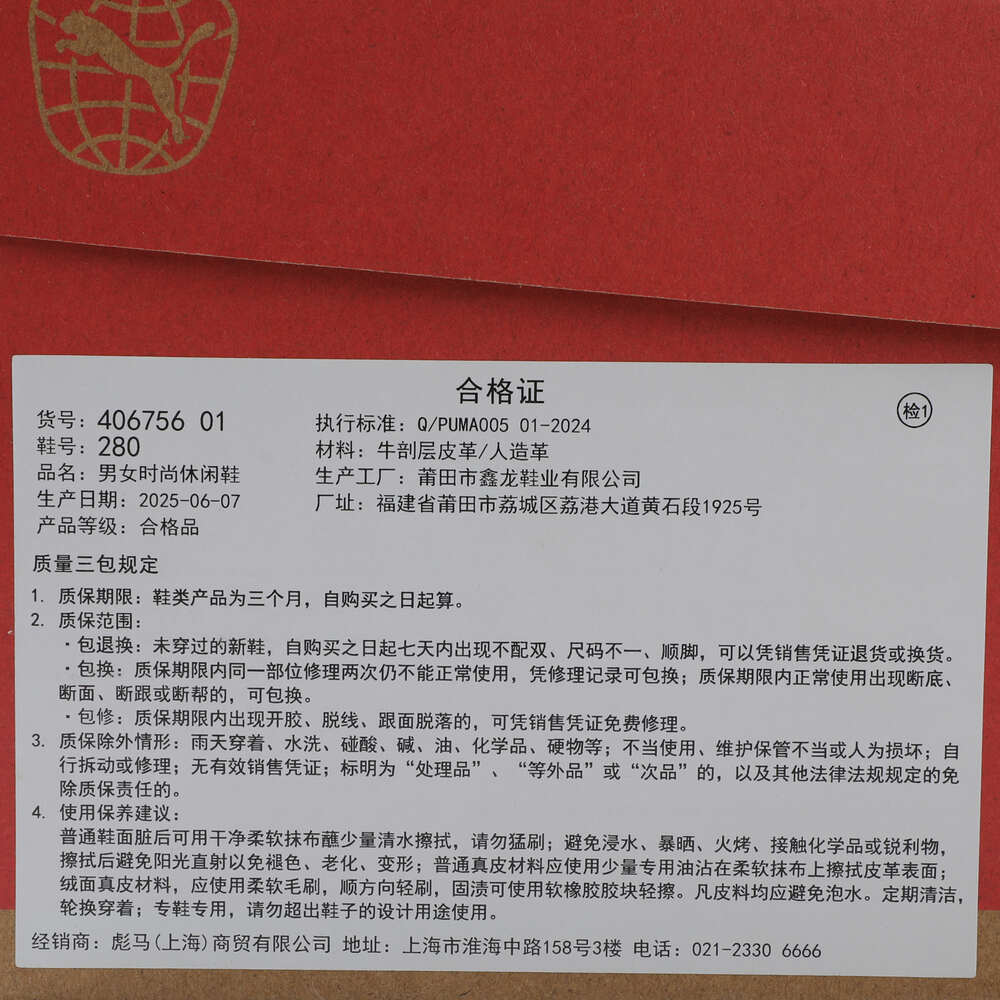 合格证
检1
货号：406756 01
鞋号：280
品名：男女时尚休闲鞋
生产日期：2025-06-07
产品等级：合格品
执行标准：Q/PUMA005 01-2024
材料：牛剖层皮革/人造革
生产工厂：莆田市鑫龙鞋业有限公司
厂址：福建省莆田市荔城区荔港大道黄石段1925号
质量三包规定
1. 质保期限：鞋类产品为三个月，自购买之日起算。
2. 质保范围：
·包退换：未穿过的新鞋，自购买之日起七天内出现不配双、尺码不一、顺脚，可以凭销售凭证退货或换货。
·包换：质保期限内同一部位修理两次仍不能正常使用，凭修理记录可包换；质保期限内正常使用出现断底、
断面、断跟或断帮的，可包换。
·包修：质保期限内出现开胶、脱线、跟面脱落的，可凭销售凭证免费修理。
3. 质保除外情形：雨天穿着、水洗、碰酸、碱、油、化学品、硬物等；不当使用、维护保管不当或人为损坏；自
行拆动或修理；无有效销售凭证；标明为“处理品”、“等外品”或“次品”的，以及其他法律法规规定的免
除质保责任的。
4. 使用保养建议：
普通鞋面脏后可用干净柔软抹布蘸少量清水擦拭，请勿猛刷；避免浸水、暴晒、火烤、接触化学品或锐利物，
擦拭后避免阳光直射以免褪色、老化、变形；普通真皮材料应使用少量专用油沾在柔软抹布上擦拭皮革表面；
绒面真皮材料，应使用柔软毛刷，顺方向轻刷，固渍可使用软橡胶胶块轻擦。凡皮料均应避免泡水。定期清洁，
轮换穿着；专鞋专用，请勿超出鞋子的设计用途使用。
经销商：彪马(上海)商贸有限公司 地址：上海市淮海中路158号3楼 电话：021-2330 6666